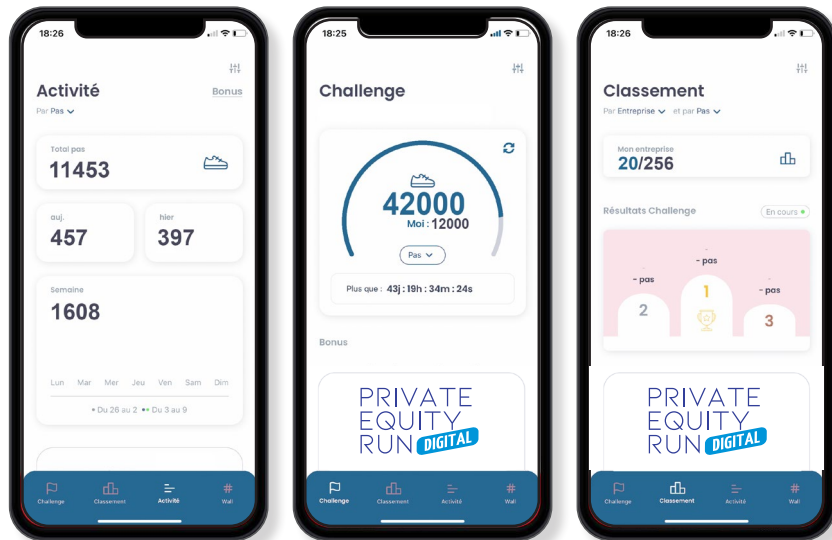 18:26
Activité
Bonus
Par Pas
Total pas
11453
auj.
457
hier
397
Semaine
1608
Lun Mar Mer Jeu Ven Sam Dim
• Du 26 au 2 •• Du 3 au 9
Challenge Classement Activité Wall
18:25
Challenge
42000
Moi : 12000
Pas
Plus que : 43j : 19h : 34m : 24s
Bonus
PRIVATE
EQUITY
RUN DIGITAL
Challenge Classement Activité # Wall
18:26
Classement
Par Entreprise et par Pas
Mon entreprise
20/256
Résultats Challenge
En cours
-
- pas
-
- pas
1
-
- pas
2
3
PRIVATE
EQUITY
RUN DIGITAL
Challenge Classement Activité # Wall